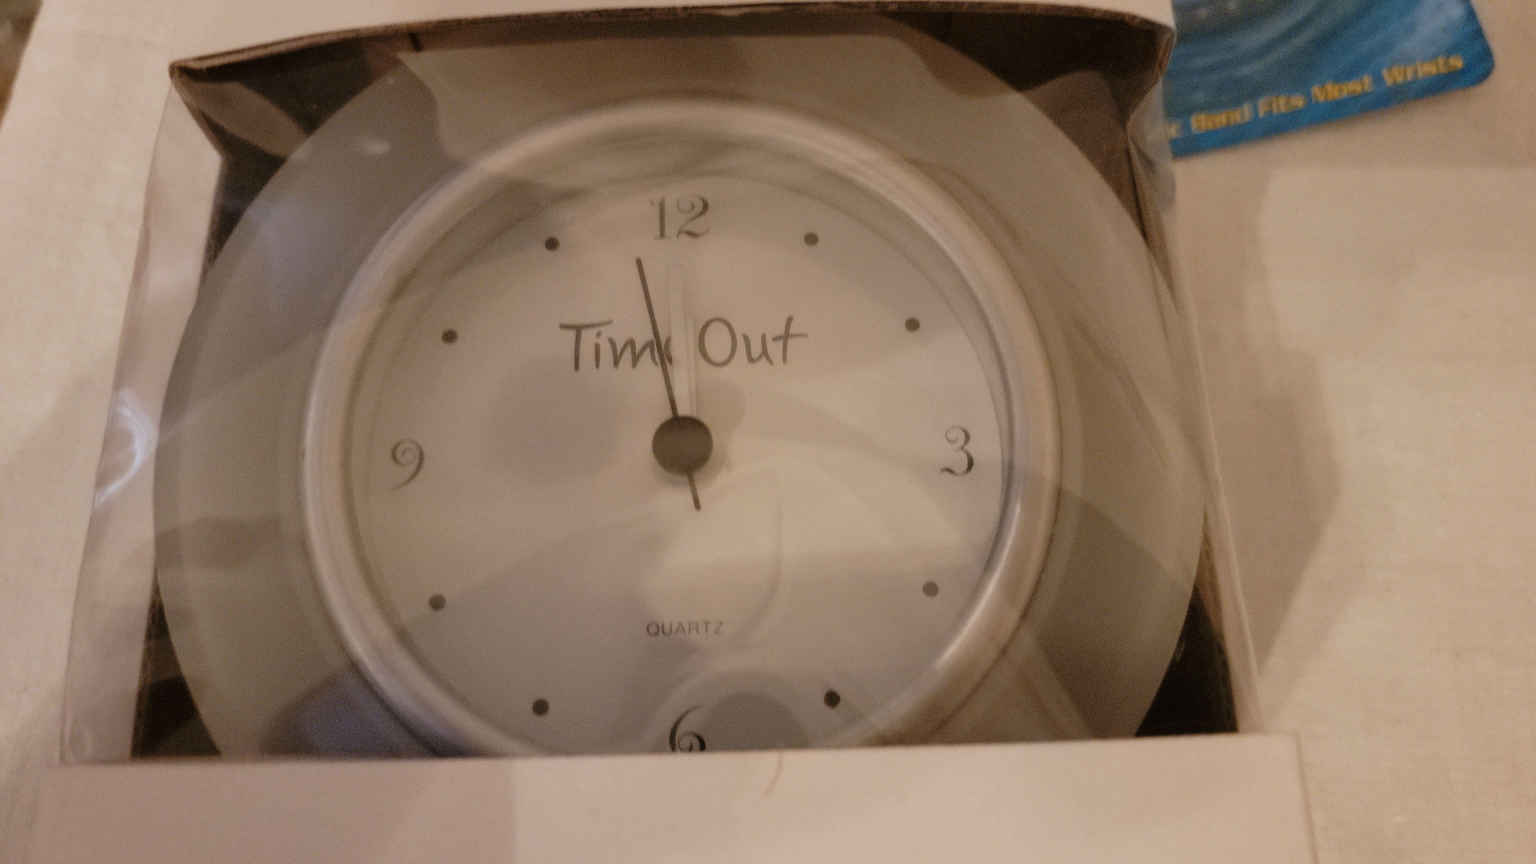 Band Fits Most Wrists
12
Time Out
9
3
QUARTZ
6